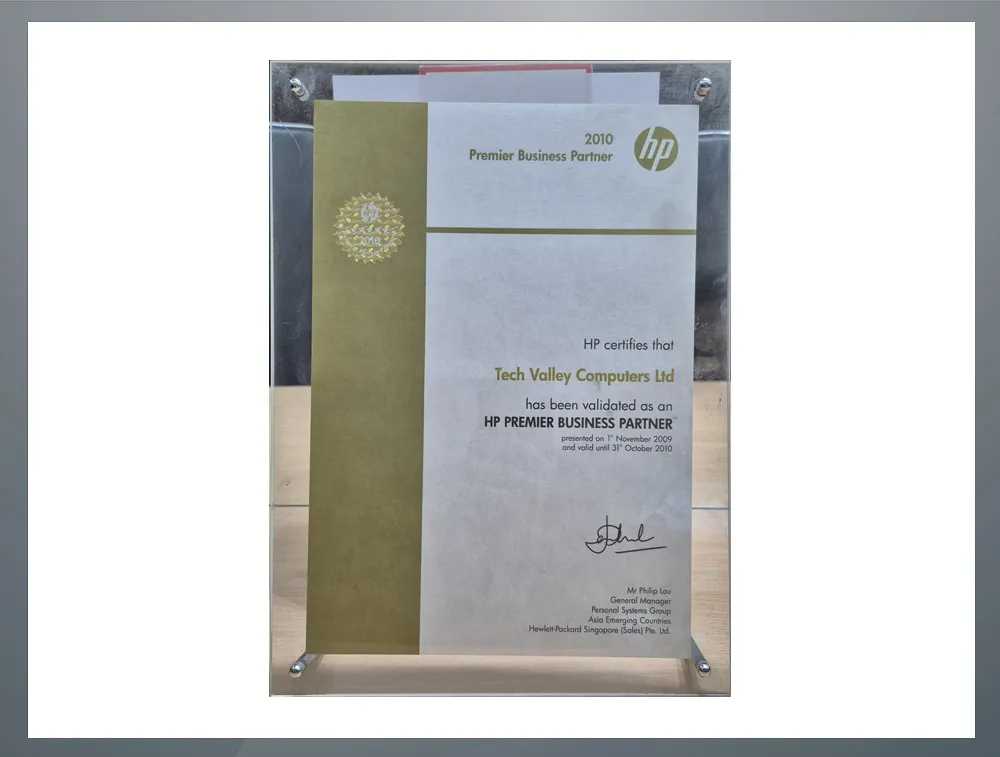 2010
Premier Business Partner
hp
hp
2010
HP certifies that
Tech Valley Computers Ltd
has been validated as an
HP PREMIER BUSINESS PARTNER
presented on 1st November 2009
and valid until 31st October 2010
Mr Philip Lau
General Manager
Personal Systems Group
Asia Emerging Countries
Hewlett-Packard Singapore (Sales) Pte. Ltd.